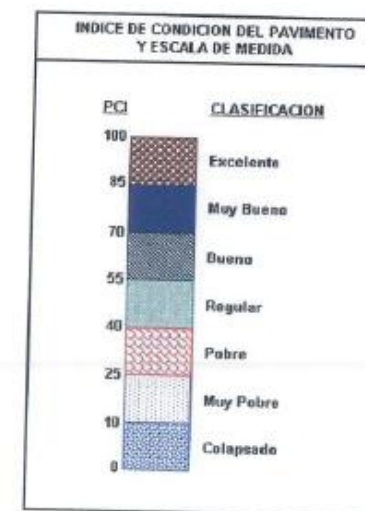 INDICE DE CONDICION DEL PAVIMENTO
Y ESCALA DE MEDIDA
PCI CLASIFICACION
100
Excelente
85
Muy Bueno
70
Bueno
55
Regular
40
Pobre
25
Muy Pobre
10
Colapsado
0